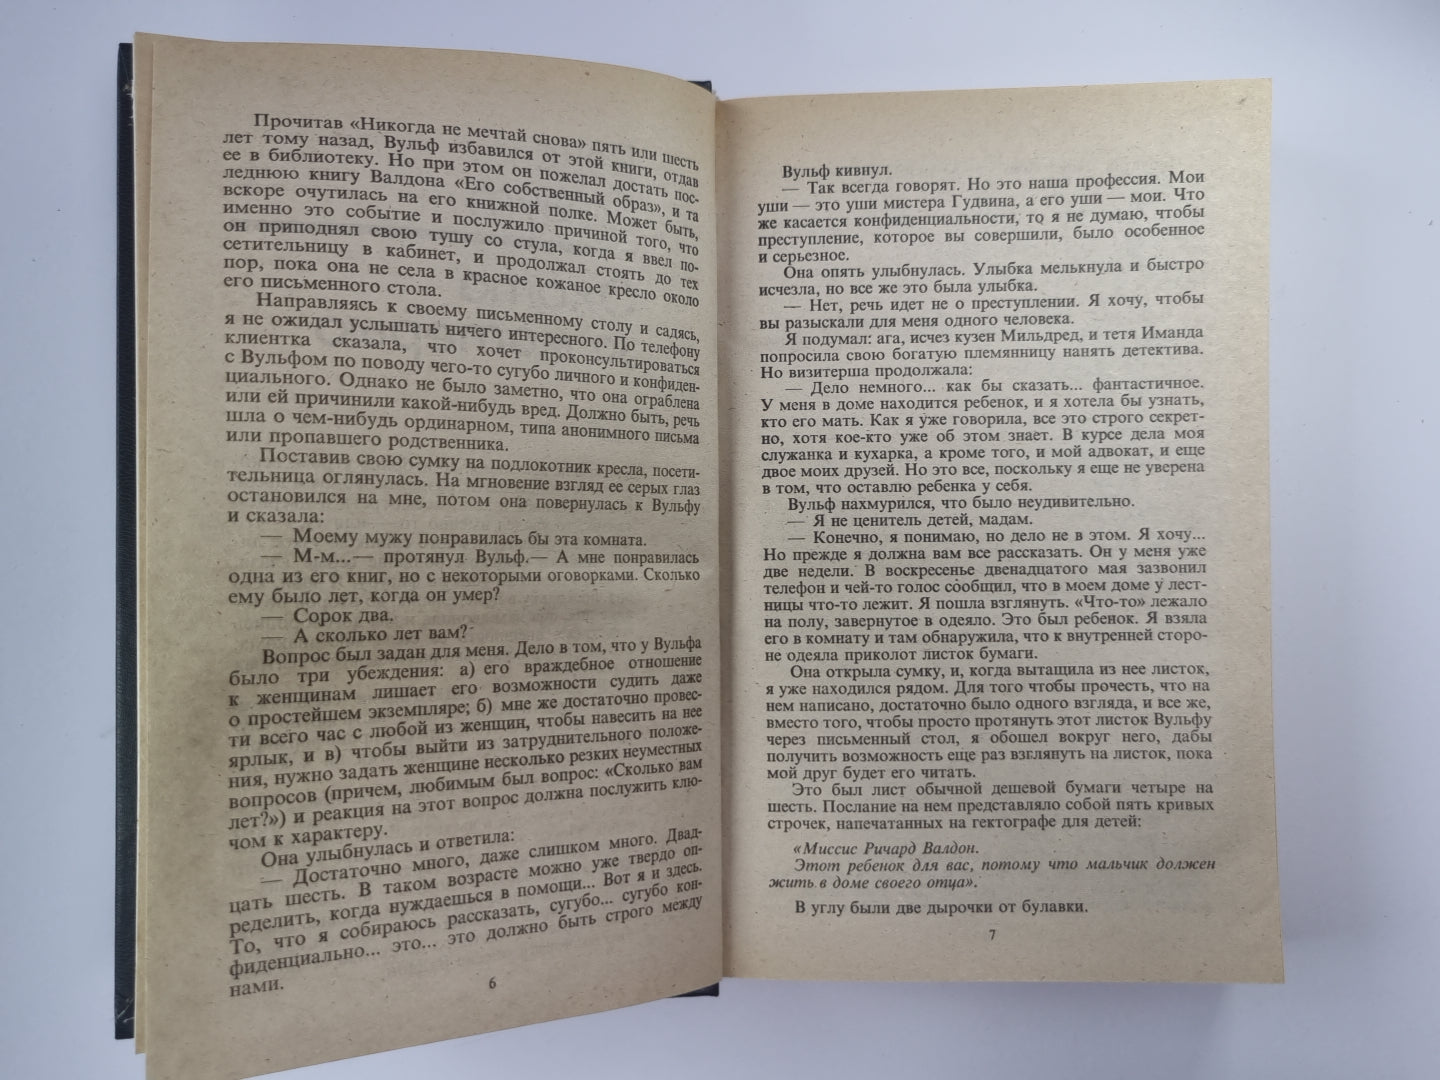 Прочитав «Никогда не мечтай снова» пять или шесть
лет тому назад, Вульф избавился от этой книги, отдав
ее в библиотеку. Но при этом он пожелал достать пос-
леднюю книгу Валдона «Его собственный образ», и та
вскоре очутилась на его книжной полке. Может быть,
именно это событие и послужило причиной того, что
он приподнял свою тушу со стула, когда я ввел по-
сетительницу в кабинет, и продолжал стоять до тех
пор, пока она не села в красное кожаное кресло около
его письменного стола.
Направляясь к своему письменному столу и садясь,
я не ожидал услышать ничего интересного. По телефону
клиентка сказала, что хочет проконсультироваться
с Вульфом по поводу чего-то сугубо личного и конфиден-
циального. Однако не было заметно, что она ограблена
или ей причинили какой-нибудь вред. Должно быть, речь
шла о чем-нибудь ординарном, типа анонимного письма
или пропавшего родственника.
Поставив свою сумку на подлокотник кресла, посети-
тельница оглянулась. На мгновение взгляд ее серых глаз
остановился на мне, потом она повернулась к Вульфу
и сказала:
— Моему мужу понравилась бы эта комната.
— М-м...— протянул Вульф.— А мне понравилась
одна из его книг, но с некоторыми оговорками. Сколько
ему было лет, когда он умер?
— Сорок два.
— А сколько лет вам?
Вопрос был задан для меня. Дело в том, что у Вульфа
было три убеждения: а) его враждебное отношение
к женщинам лишает его возможности судить даже
о простейшем экземпляре; б) мне же достаточно провес-
ти всего час с любой из женщин, чтобы навесить на нее
ярлык, и в) чтобы выйти из затруднительного положе-
ния, нужно задать женщине несколько резких неуместных
вопросов (причем, любимым был вопрос: «Сколько вам
лет?») и реакция на этот вопрос должна послужить клю-
чом к характеру.
Она улыбнулась и ответила:
— Достаточно много, даже слишком много. Двад-
цать шесть. В таком возрасте можно уже твердо оп-
ределить, когда нуждаешься в помощи... Вот я и здесь.
То, что я собираюсь рассказать, сугубо... сугубо кон-
фиденциально... это... это должно быть строго между
нами.
6
Вульф кивнул.
— Так всегда говорят. Но это наша профессия. Мои
уши — это уши мистера Гудвина, а его уши — мои. Что
же касается конфиденциальности, то я не думаю, чтобы
преступление, которое вы совершили, было особенное
и серьезное.
Она опять улыбнулась. Улыбка мелькнула и быстро
исчезла, но все же это была улыбка.
— Нет, речь идет не о преступлении. Я хочу, чтобы
вы разыскали для меня одного человека.
Я подумал: ага, исчез кузен Мильдред, и тетя Иманда
попросила свою богатую племянницу нанять детектива.
Но визитерша продолжала:
— Дело немного... как бы сказать... фантастичное.
У меня в доме находится ребенок, и я хотела бы узнать,
кто его мать. Как я уже говорила, все это строго секрет-
но, хотя кое-кто уже об этом знает. В курсе дела моя
служанка и кухарка, а кроме того, и мой адвокат, и еще
двое моих друзей. Но это все, поскольку я еще не уверена
в том, что оставлю ребенка у себя.
Вульф нахмурился, что было неудивительно.
— Я не ценитель детей, мадам.
— Конечно, я понимаю, но дело не в этом. Я хочу...
Но прежде я должна вам все рассказать. Он у меня уже
две недели. В воскресенье двенадцатого мая зазвонил
телефон и чей-то голос сообщил, что в моем доме у лест-
ницы что-то лежит. Я пошла взглянуть. «Что-то» лежало
на полу, завернутое в одеяло. Это был ребенок. Я взяла
его в комнату и там обнаружила, что к внутренней сторо-
не одеяла приколот листок бумаги.
Она открыла сумку, и, когда вытащила из нее листок,
я уже находился рядом. Для того чтобы прочесть, что на
нем написано, достаточно было одного взгляда, и все же,
вместо того, чтобы просто протянуть этот листок Вульфу
через письменный стол, я обошел вокруг него, дабы
получить возможность еще раз взглянуть на листок, пока
мой друг будет его читать.
Это был лист обычной дешевой бумаги четыре на
шесть. Послание на нем представляло собой пять кривых
строчек, напечатанных на гектографе для детей:
«Миссис Ричард Валдон.
Этот ребенок для вас, потому что мальчик должен
жить в доме своего отца».
В углу были две дырочки от булавки.
7